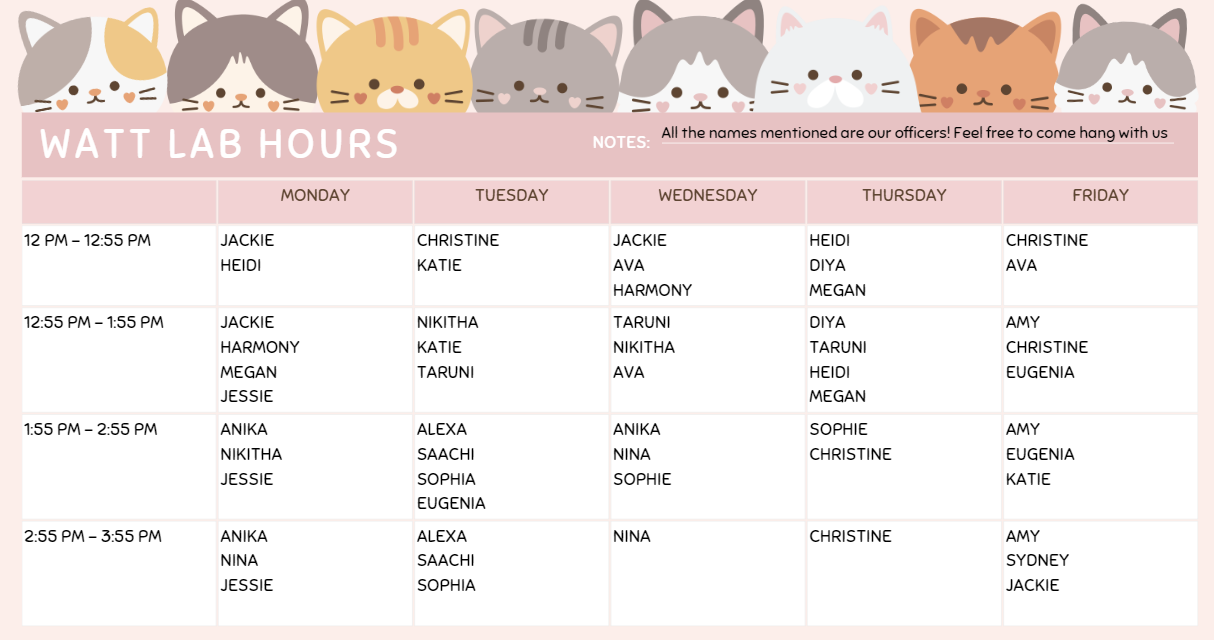 WATT LAB HOURS
NOTES:
All the names mentioned are our officers! Feel free to come hang with us
MONDAY TUESDAY WEDNESDAY THURSDAY FRIDAY
12 PM – 12:55 PM
JACKIE
HEIDI
CHRISTINE
KATIE
JACKIE
AVA
HARMONY
HEIDI
DIYA
MEGAN
CHRISTINE
AVA
12:55 PM – 1:55 PM
JACKIE
HARMONY
MEGAN
JESSIE
NIKITHA
KATIE
TARUNI
TARUNI
NIKITHA
AVA
DIYA
TARUNI
HEIDI
MEGAN
AMY
CHRISTINE
EUGENIA
1:55 PM – 2:55 PM
ANIKA
NIKITHA
JESSIE
ALEXA
SAACHI
SOPHIA
EUGENIA
ANIKA
NINA
SOPHIE
SOPHIE
CHRISTINE
AMY
EUGENIA
KATIE
2:55 PM – 3:55 PM
ANIKA
NINA
JESSIE
ALEXA
SAACHI
SOPHIA
NINA
CHRISTINE
AMY
SYDNEY
JACKIE